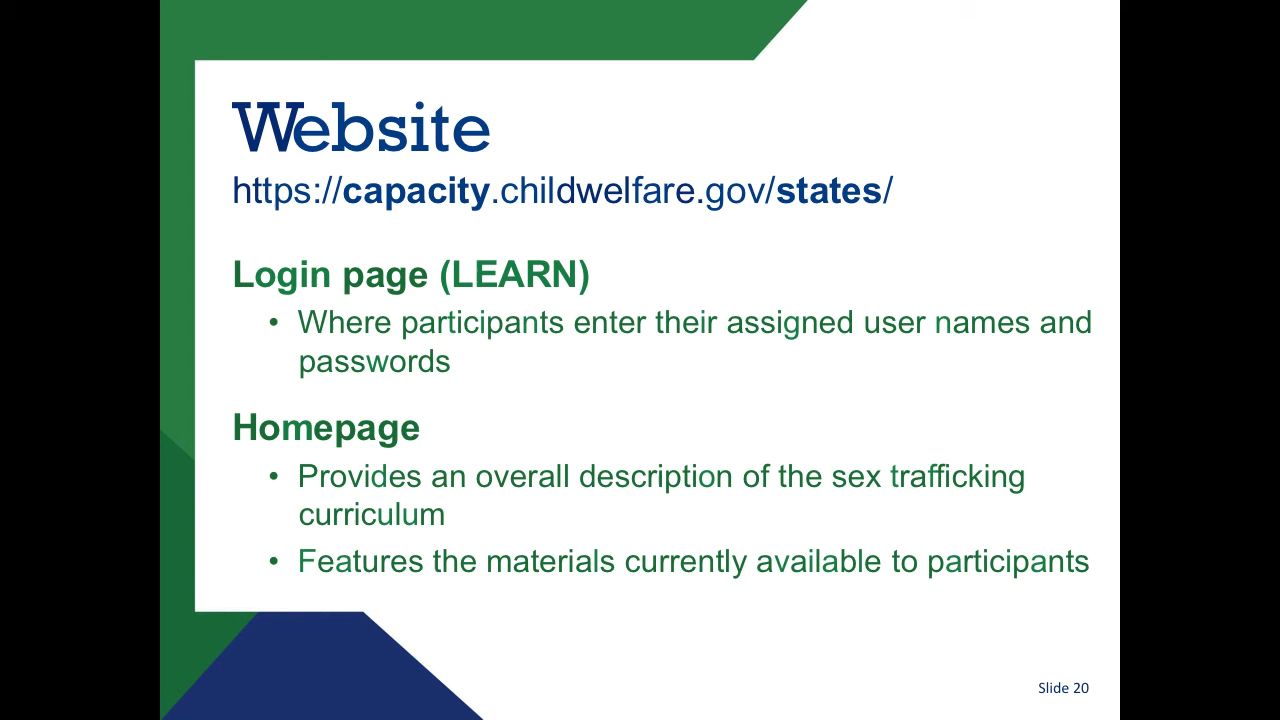 Website
https://capacity.childwelfare.gov/states/
Login page (LEARN)
• Where participants enter their assigned user names and
passwords
Homepage
• Provides an overall description of the sex trafficking
curriculum
• Features the materials currently available to participants
Slide 20